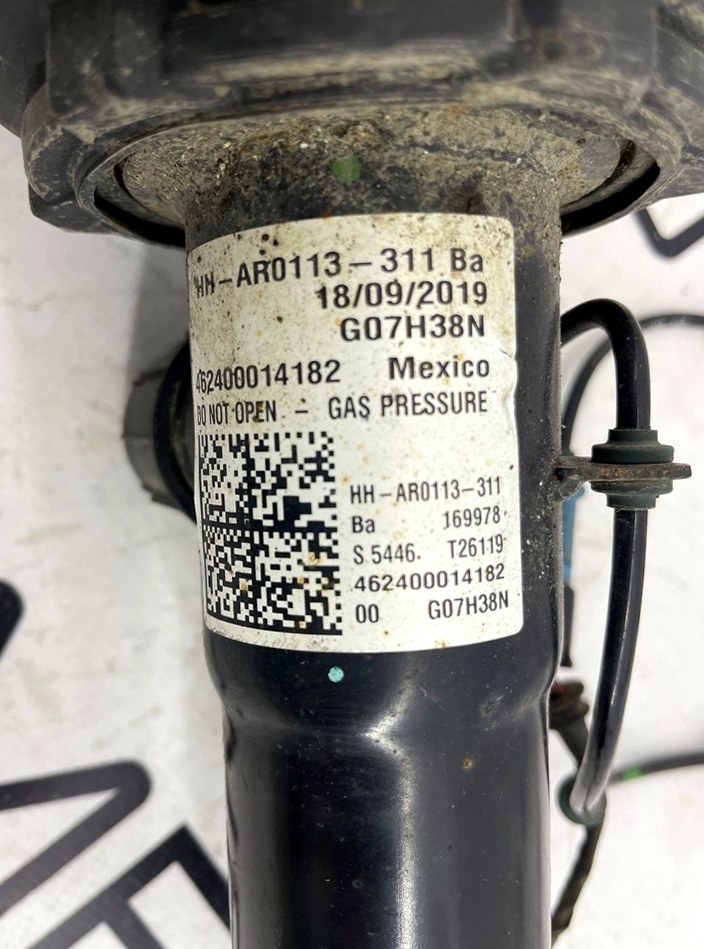 HH-AR0113-311 Ba
18/09/2019
G07H38N
462400014182 Mexico
DO NOT OPEN - GAS PRESSURE
HH-AR0113-311
Ba 169978
S 5446. T26119
462400014182
00 G07H38N